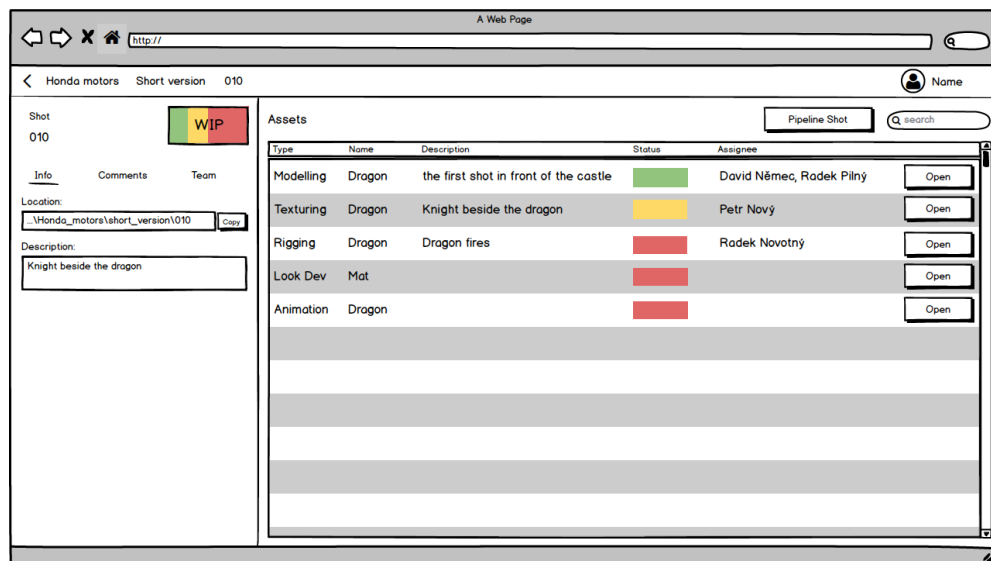 A Web Page
http://
Honda motors Short version 010 Name
Shot
010
WIP
Info Comments Team
Location:
...\Honda_motors\short_version\010 Copy
Description:
Knight beside the dragon
Assets Pipeline Shot search
Type Name Description Status Assignee
Modelling Dragon the first shot in front of the castle David Němec, Radek Pilný Open
Texturing Dragon Knight beside the dragon Petr Nový Open
Rigging Dragon Dragon fires Radek Novotný Open
Look Dev Mat Open
Animation Dragon Open